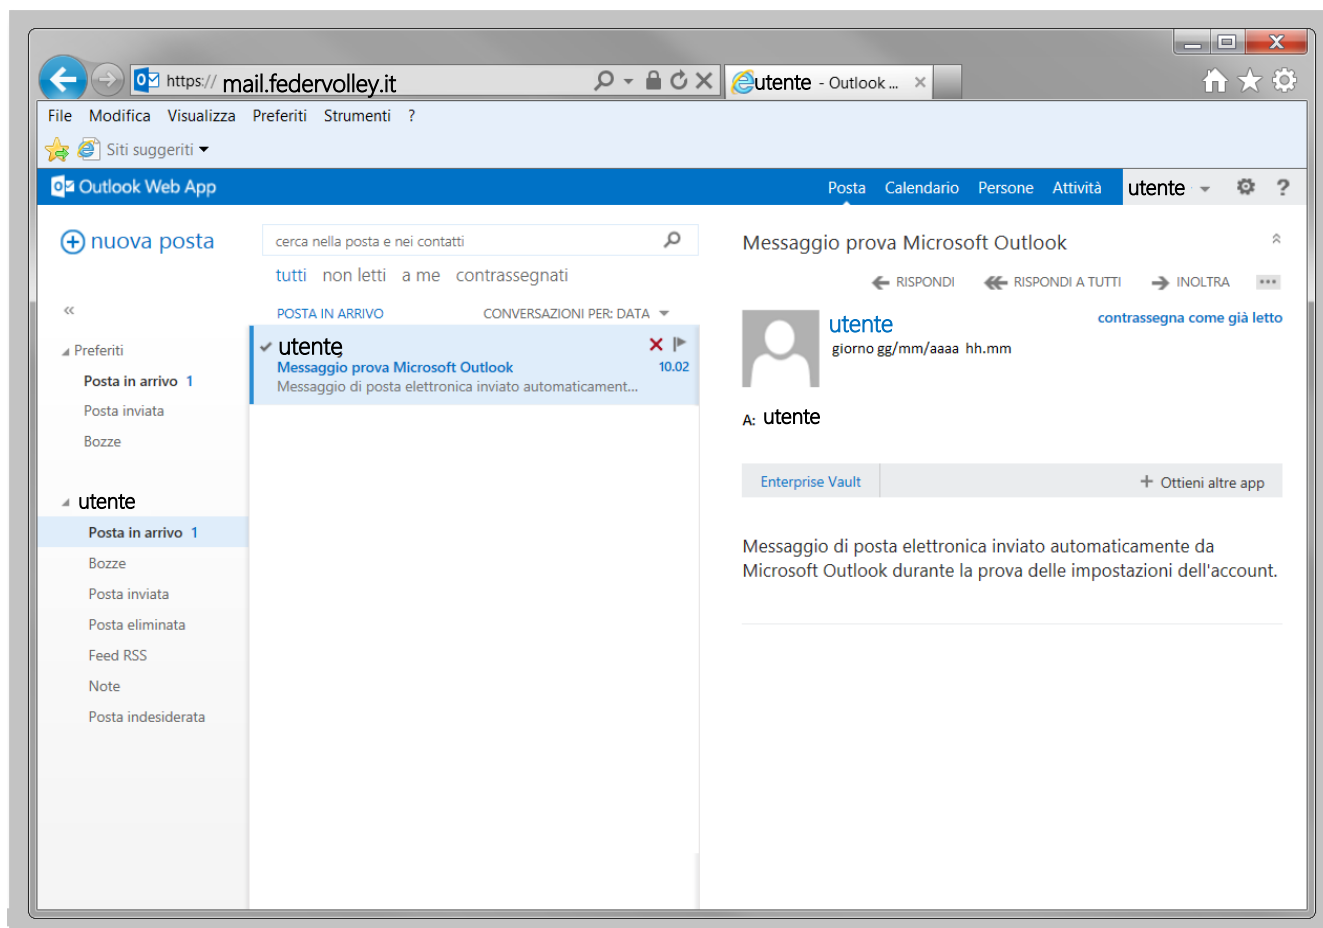 https:// mail.federvolley.it
utente - Outlook ...
File Modifica Visualizza Preferiti Strumenti ?
Siti suggeriti
Outlook Web App
Posta Calendario Persone Attività utente ?
nuova posta
cerca nella posta e nei contatti
tutti non letti a me contrassegnati
POSTA IN ARRIVO CONVERSAZIONI PER: DATA
utente
Messaggio prova Microsoft Outlook 10.02
Messaggio di posta elettronica inviato automaticament...
Preferiti
Posta in arrivo 1
Posta inviata
Bozze
utente
Posta in arrivo 1
Bozze
Posta inviata
Posta eliminata
Feed RSS
Note
Posta indesiderata
Messaggio prova Microsoft Outlook
RISPONDI RISPONDI A TUTTI INOLTRA
utente
contrassegna come già letto
giorno gg/mm/aaaa hh.mm
A: utente
Enterprise Vault
+ Ottieni altre app
Messaggio di posta elettronica inviato automaticamente da
Microsoft Outlook durante la prova delle impostazioni dell'account.